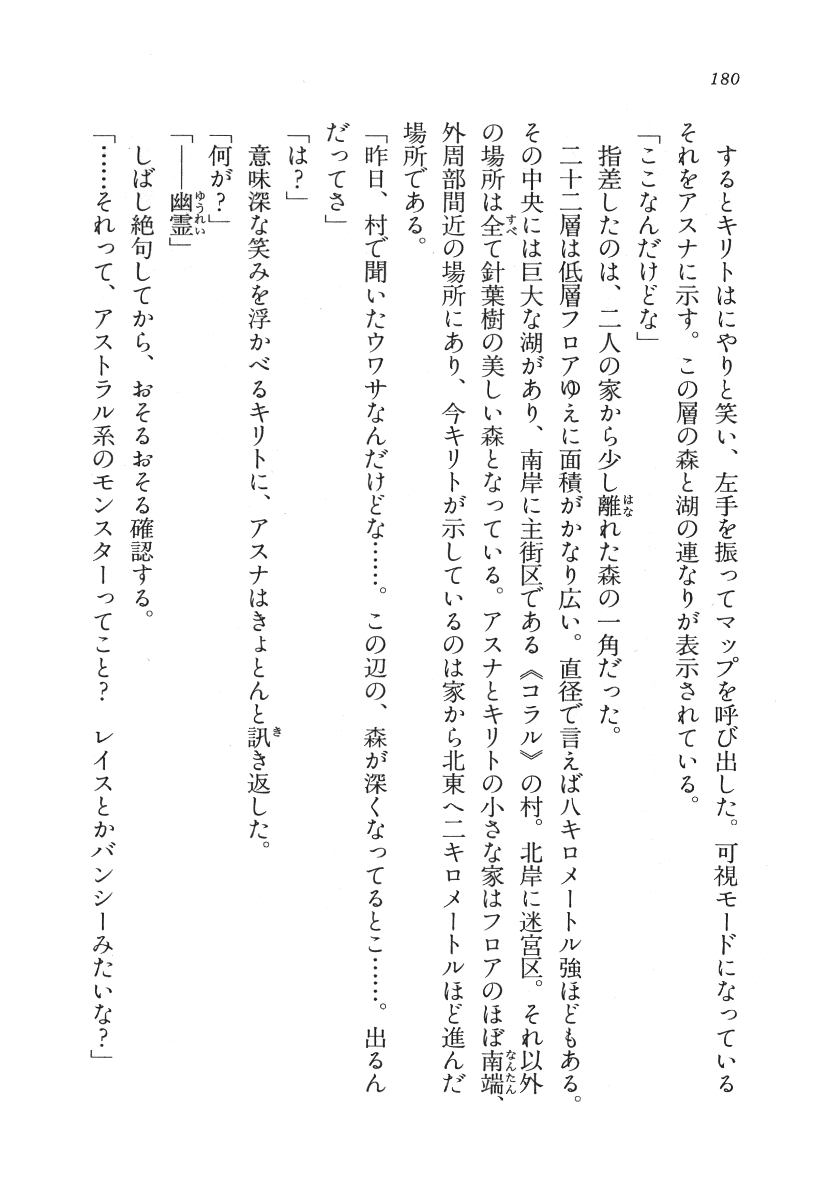 180
するとキリトはにやりと笑い、左手を振ってマップを呼び出した。可視モードになっている
それをアスナに示す。この層の森と湖の連なりが表示されている。
「ここなんだけどな」
指差したのは、二人の家から少し離れた森の一角だった。
二十二層は低層フロアゆえに面積がかなり広い。直径で言えば八キロメートル強ほどもある。
その中央には巨大な湖があり、南岸に主街区である《コラル》の村。北岸に迷宮区。それ以外
の場所は全て針葉樹の美しい森となっている。アスナとキリトの小さな家はフロアのほぼ南端、
外周部間近の場所にあり、今キリトが示しているのは家から北東へ二キロメートルほど進んだ
場所である。
「昨日、村で聞いたウワサなんだけどな……。この辺の、森が深くなってるとこ……。出るん
だってさ」
「は？」
意味深な笑みを浮かべるキリトに、アスナはきょとんと訊き返した。
「何が？」
「――幽霊」
しばし絶句してから、おそるおそる確認する。
「……それって、アストラル系のモンスターってこと？　レイスとかバンシーみたいな？」